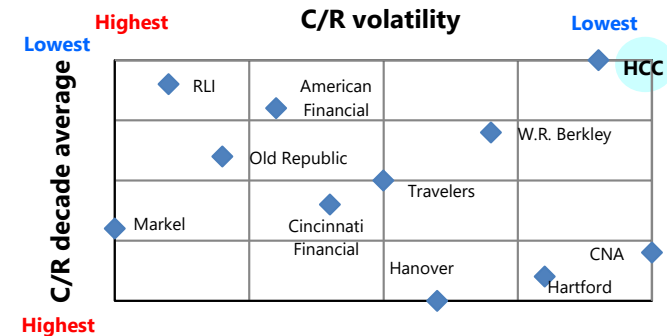 C/R volatility
Highest
Lowest
Lowest
HCC
RLI
American
Financial
W.R. Berkley
Old Republic
Travelers
Markel
Cincinnati
Financial
CNA
Hanover
Hartford
C/R decade average
Highest